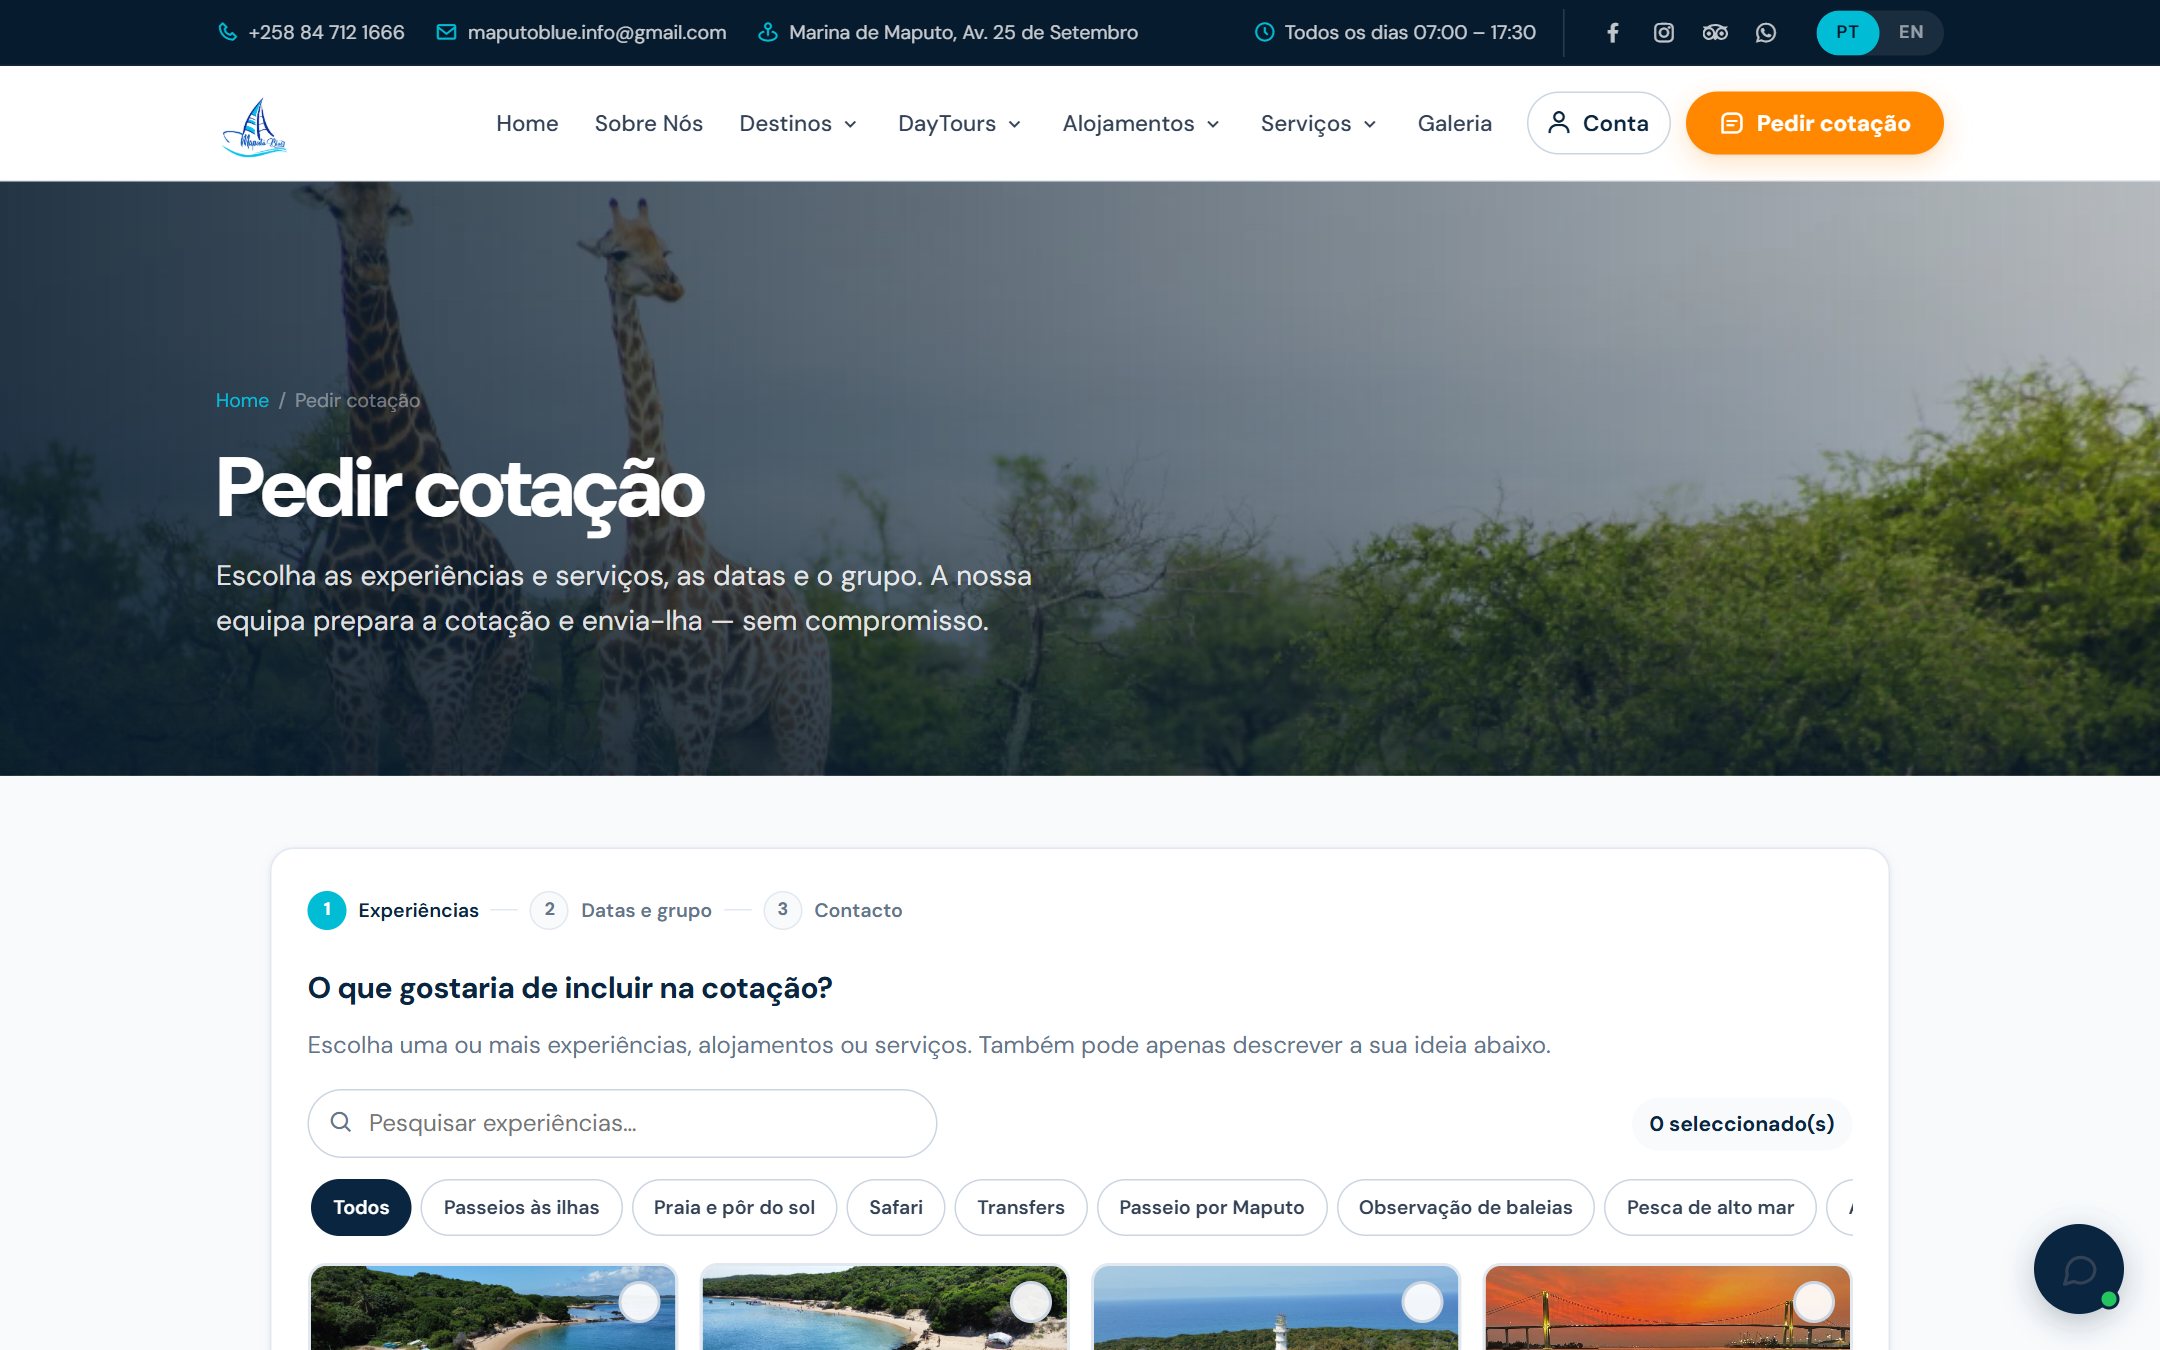 +258 84 712 1666
maputoblue.info@gmail.com
Marina de Maputo, Av. 25 de Setembro
Todos os dias 07:00 – 17:30
PT
EN
Home
Sobre Nós
Destinos
DayTours
Alojamentos
Serviços
Galeria
Conta
Pedir cotação
Home / Pedir cotação
Pedir cotação
Escolha as experiências e serviços, as datas e o grupo. A nossa
equipa prepara a cotação e envia-lha — sem compromisso.
1 Experiências
2 Datas e grupo
3 Contacto
O que gostaria de incluir na cotação?
Escolha uma ou mais experiências, alojamentos ou serviços. Também pode apenas descrever a sua ideia abaixo.
Pesquisar experiências...
0 seleccionado(s)
Todos
Passeios às ilhas
Praia e pôr do sol
Safari
Transfers
Passeio por Maputo
Observação de baleias
Pesca de alto mar